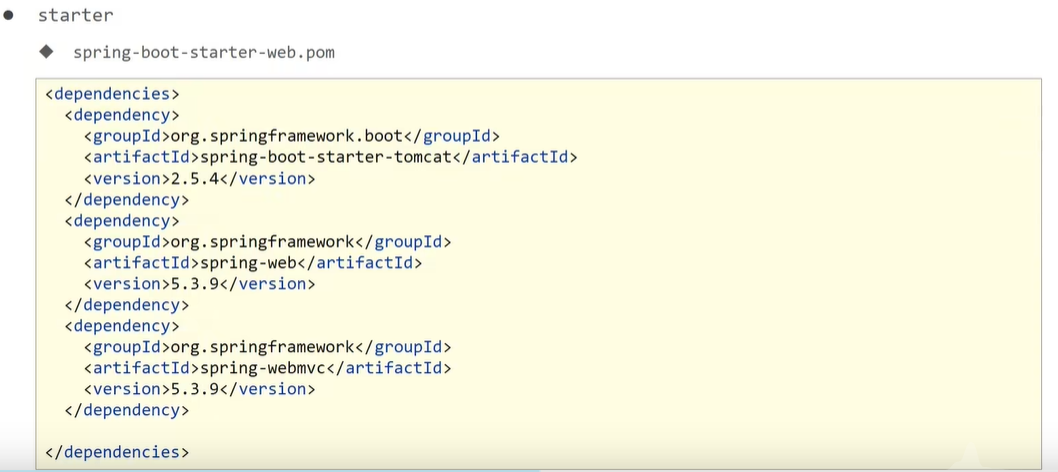 starter
spring-boot-starter-web.pom
<dependencies>
<dependency>
<groupId>org.springframework.boot</groupId>
<artifactId>spring-boot-starter-tomcat</artifactId>
<version>2.5.4</version>
</dependency>
<dependency>
<groupId>org.springframework</groupId>
<artifactId>spring-web</artifactId>
<version>5.3.9</version>
</dependency>
<dependency>
<groupId>org.springframework</groupId>
<artifactId>spring-webmvc</artifactId>
<version>5.3.9</version>
</dependency>
</dependencies>